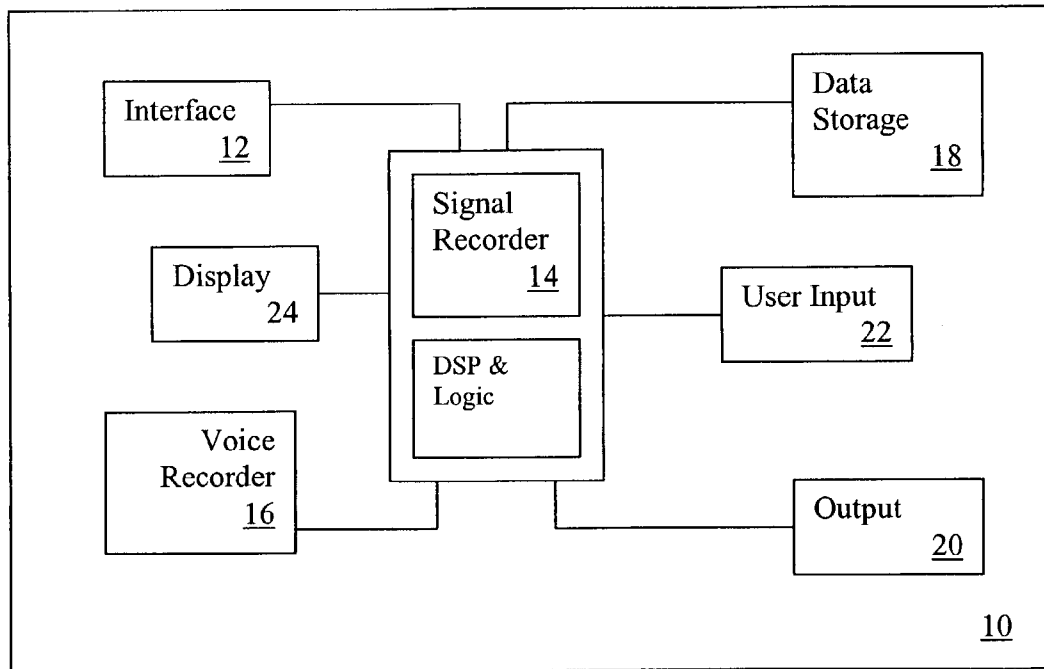 Interface
12
Data
Storage
18
Signal
Recorder
14
Display
24
User Input
22
DSP &
Logic
Voice
Recorder
16
Output
20
10